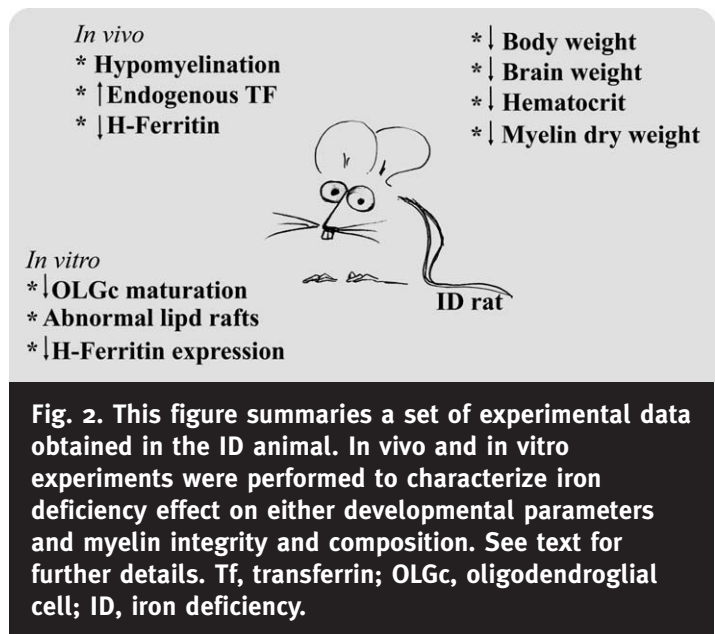 In vivo
* Hypomyelination
* ↑Endogenous TF
* ↓H-Ferritin
*↓ Body weight
*↓ Brain weight
*↓ Hematocrit
*↓ Myelin dry weight
In vitro
*↓OLGc maturation
* Abnormal lipd rafts
*↓H-Ferritin expression
ID rat
Fig. 2. This figure summaries a set of experimental data
obtained in the ID animal. In vivo and in vitro
experiments were performed to characterize iron
deficiency effect on either developmental parameters
and myelin integrity and composition. See text for
further details. Tf, transferrin; OLGc, oligodendroglial
cell; ID, iron deficiency.